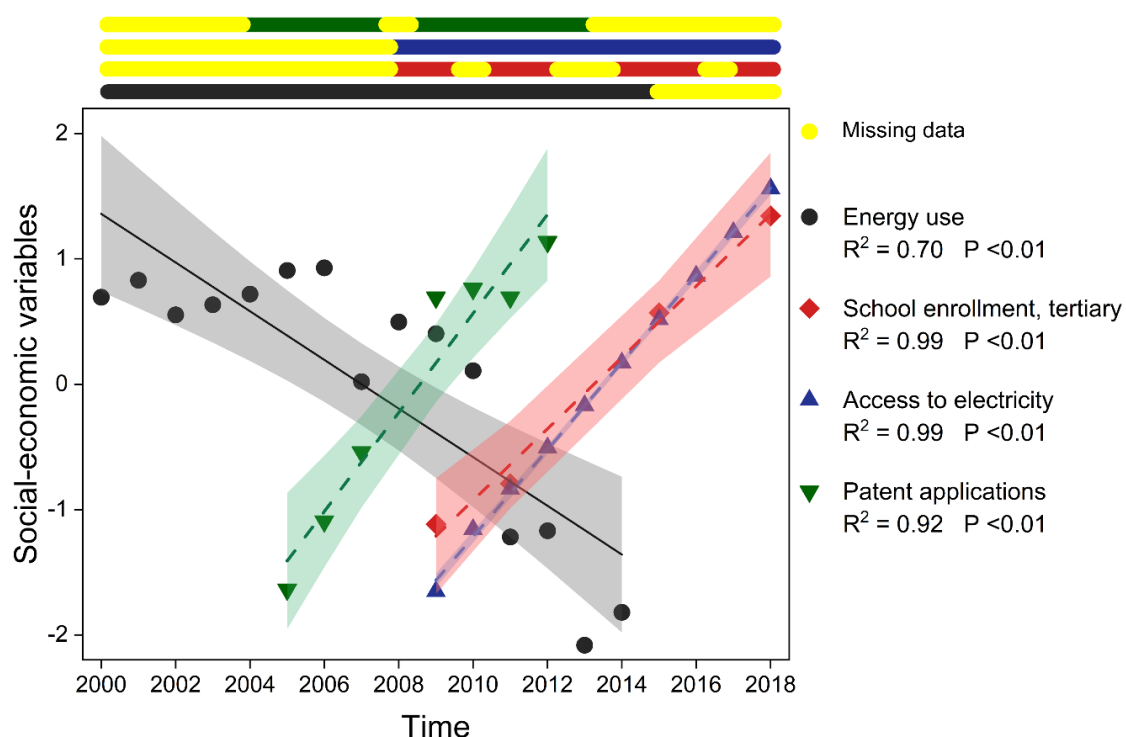 Social-economic variables
2
1
0
-1
-2
2000 2002 2004 2006 2008 2010 2012 2014 2016 2018
Time
Missing data
Energy use
R² = 0.70 P <0.01
School enrollment, tertiary
R² = 0.99 P <0.01
Access to electricity
R² = 0.99 P <0.01
Patent applications
R² = 0.92 P <0.01